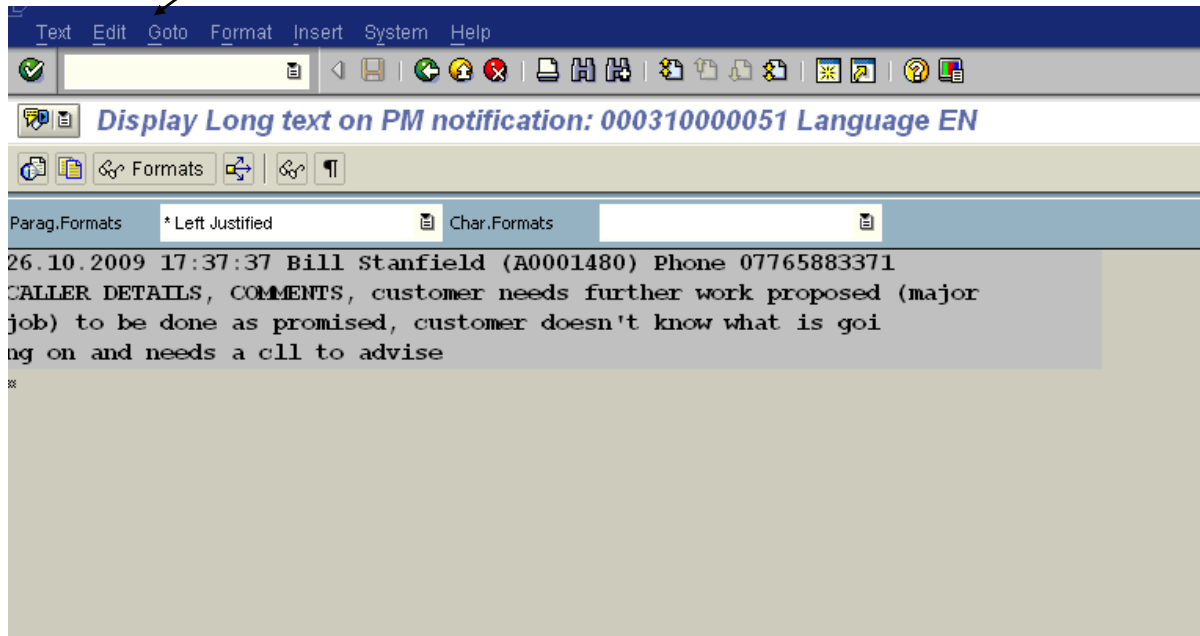 Text Edit Goto Format Insert System Help
Display Long text on PM notification: 000310000051 Language EN
Formats
Parag.Formats * Left Justified Char.Formats
26.10.2009 17:37:37 Bill Stanfield (A0001480) Phone 07765883371
CALLER DETAILS, COMMENTS, customer needs further work proposed (major
job) to be done as promised, customer doesn't know what is goi
ng on and needs a cll to advise